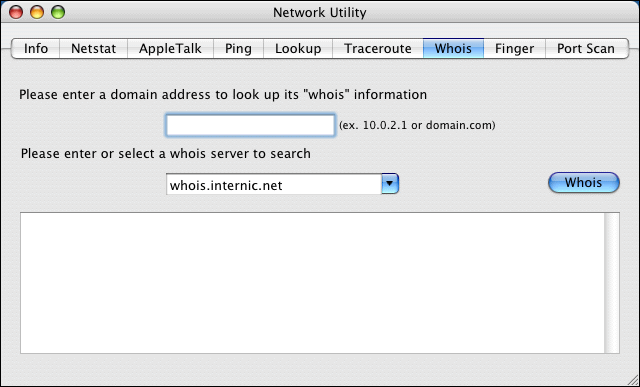 Network Utility
Info Netstat AppleTalk Ping Lookup Traceroute Whois Finger Port Scan
Please enter a domain address to look up its "whois" information
(ex. 10.0.2.1 or domain.com)
Please enter or select a whois server to search
whois.internic.net
Whois